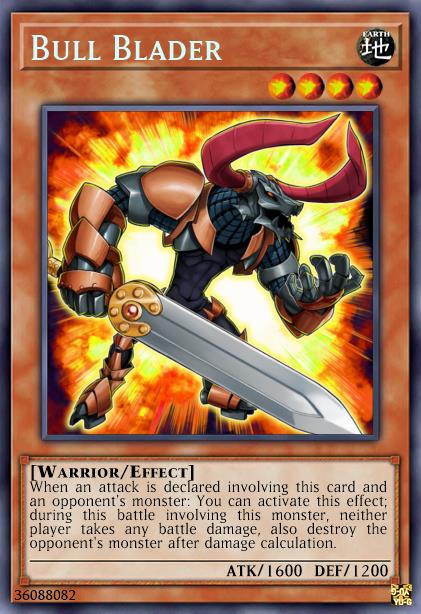 BULL BLADER
EARTH
地
[WARRIOR/EFFECT]
When an attack is declared involving this card and
an opponent's monster: You can activate this effect;
during this battle involving this monster, neither
player takes any battle damage, also destroy the
opponent's monster after damage calculation.
ATK/1600 DEF/1200
36088082